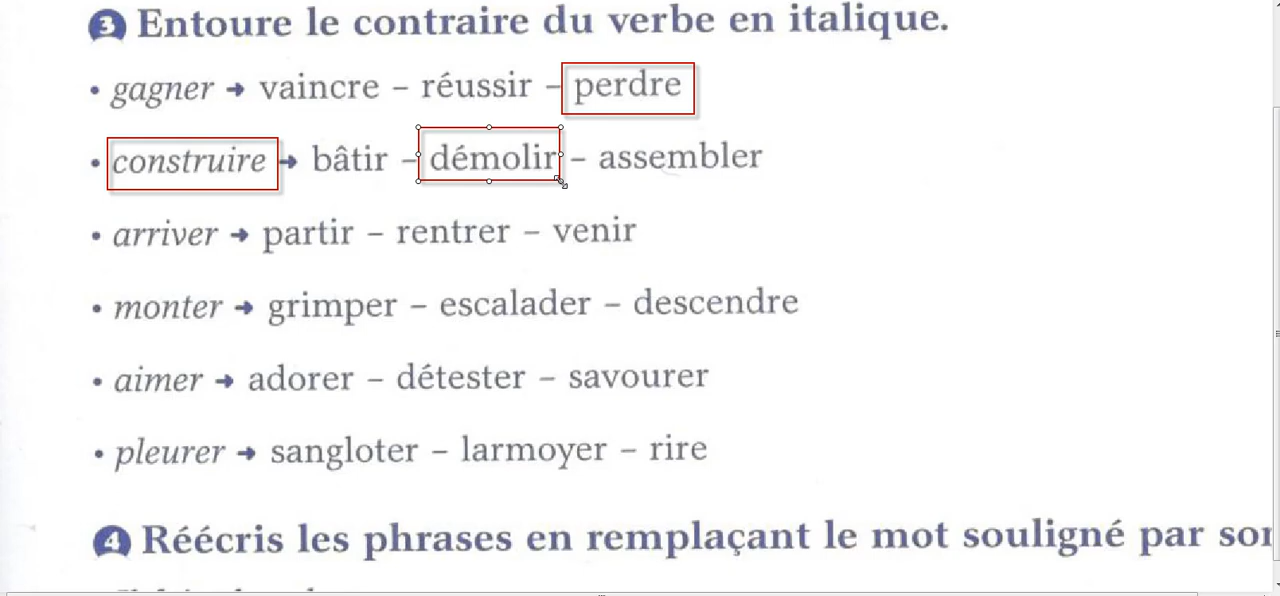 3 Entoure le contraire du verbe en italique.
• gagner ➜ vaincre – réussir – perdre
• construire ➜ bâtir – démolir – assembler
• arriver ➜ partir – rentrer – venir
• monter ➜ grimper – escalader – descendre
• aimer ➜ adorer – détester – savourer
• pleurer ➜ sangloter – larmoyer – rire
4 Réécris les phrases en remplaçant le mot souligné par